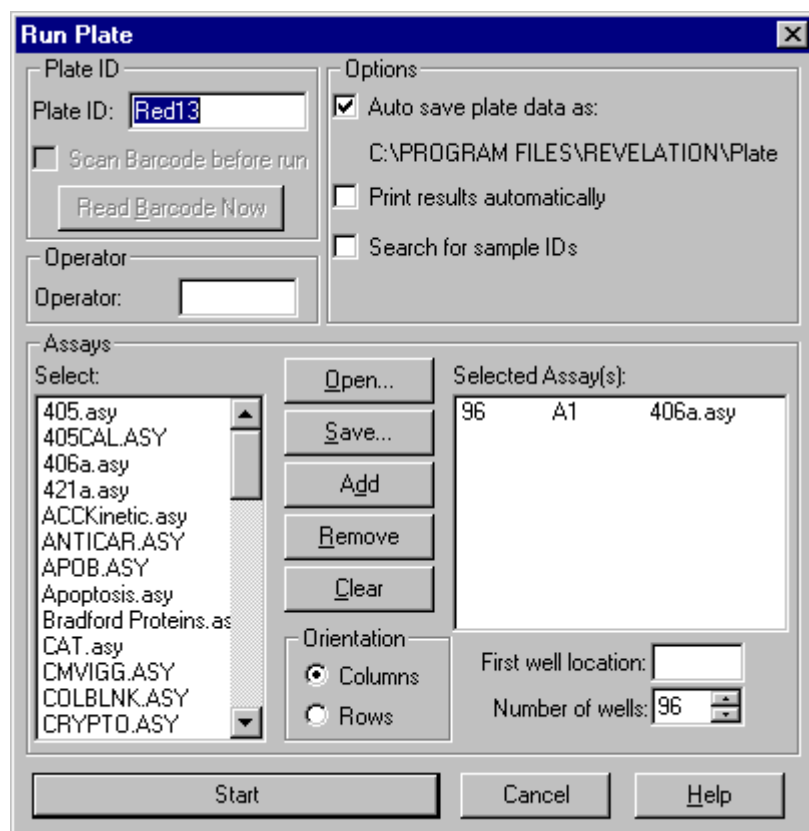 Run Plate
Plate ID
Plate ID: Red13
Scan Barcode before run
Read Barcode Now
Operator
Operator:
Options
Auto save plate data as:
C:\PROGRAM FILES\REVELATION\Plate
Print results automatically
Search for sample IDs
Assays
Select:
405.asy
405CAL.ASY
406a.asy
421a.asy
ACCKinetic.asy
ANTICAR.ASY
APOB.ASY
Apoptosis.asy
Bradford Proteins.as
CAT.asy
CMVIGG.ASY
COLBLNK.ASY
CRYPTO.ASY
Open...
Save...
Add
Remove
Clear
Orientation
Columns
Rows
Selected Assay(s):
96 A1 406a.asy
First well location:
Number of wells: 96
Start Cancel Help